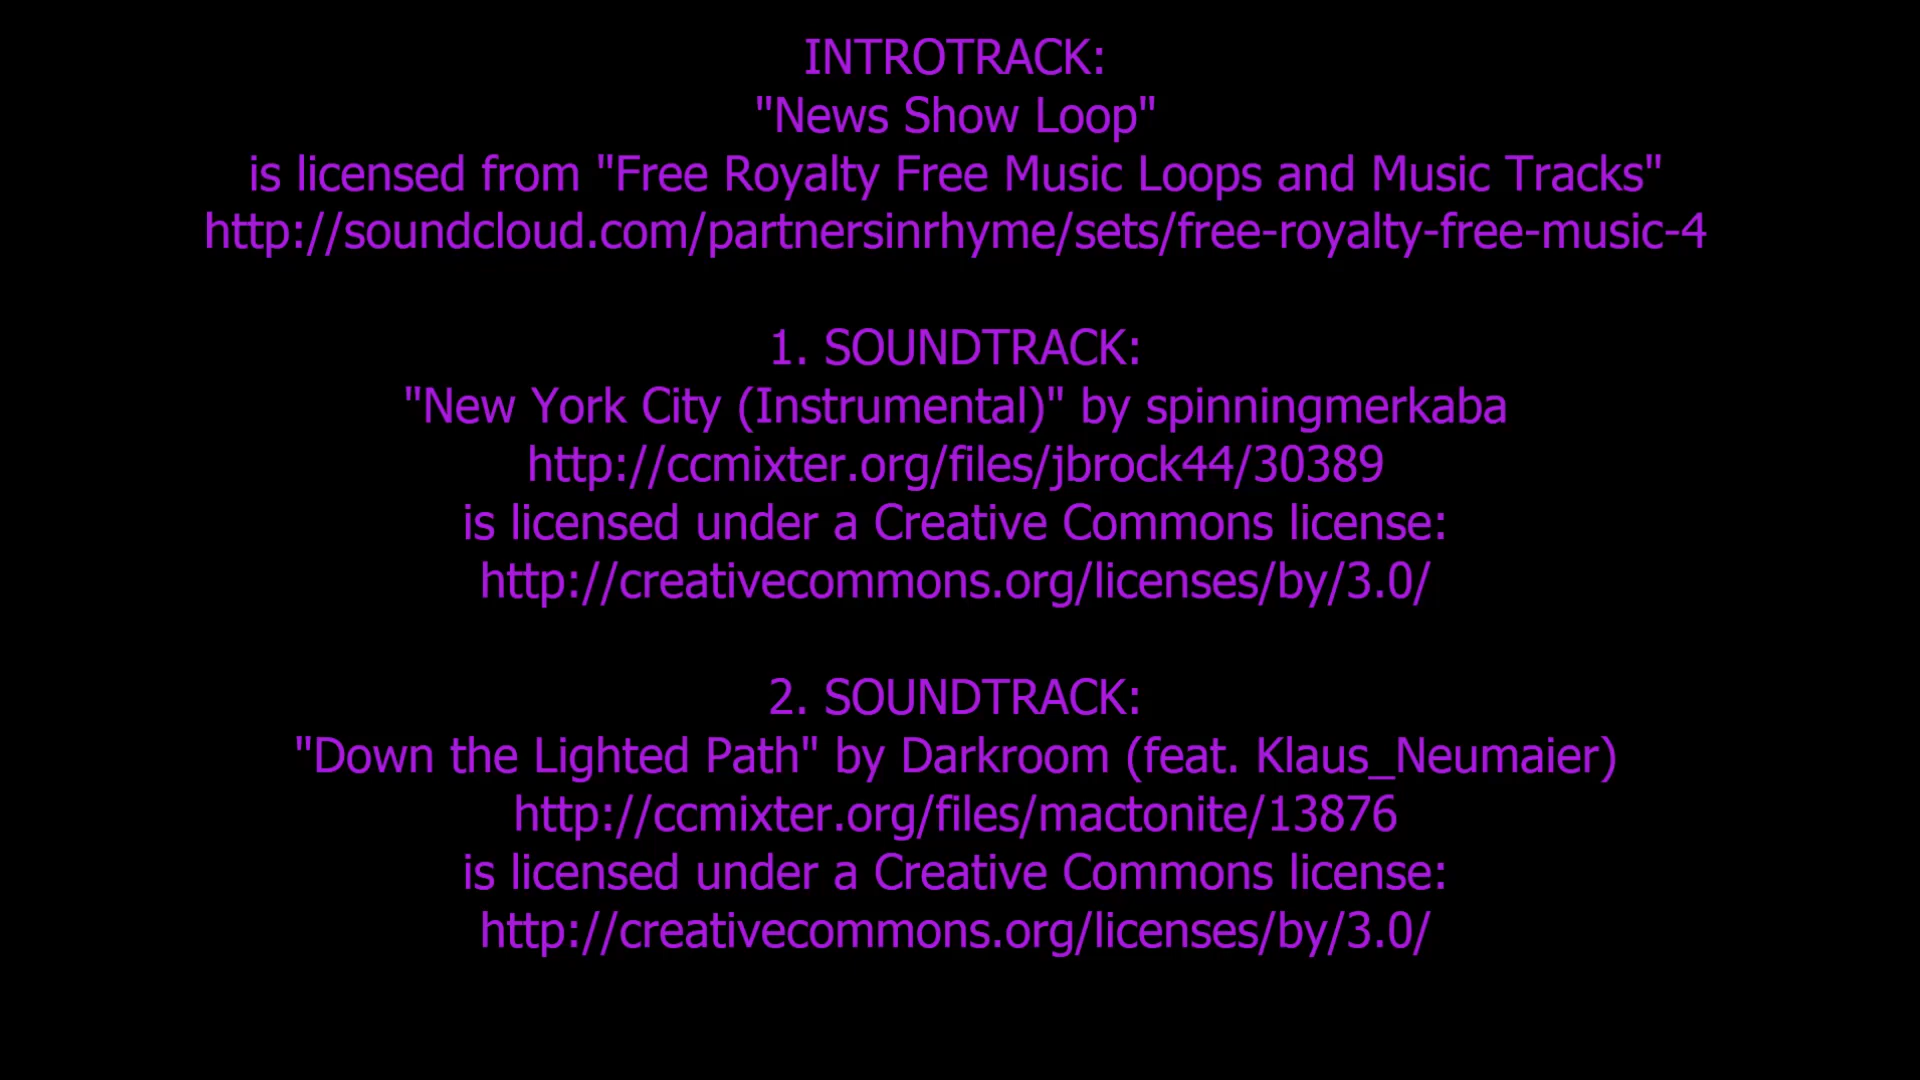 INTROTRACK:
"News Show Loop"
is licensed from "Free Royalty Free Music Loops and Music Tracks"
http://soundcloud.com/partnersinrhyme/sets/free-royalty-free-music-4
1. SOUNDTRACK:
"New York City (Instrumental)" by spinningmerkaba
http://ccmixter.org/files/jbrock44/30389
is licensed under a Creative Commons license:
http://creativecommons.org/licenses/by/3.0/
2. SOUNDTRACK:
"Down the Lighted Path" by Darkroom (feat. Klaus_Neumaier)
http://ccmixter.org/files/mactonite/13876
is licensed under a Creative Commons license:
http://creativecommons.org/licenses/by/3.0/